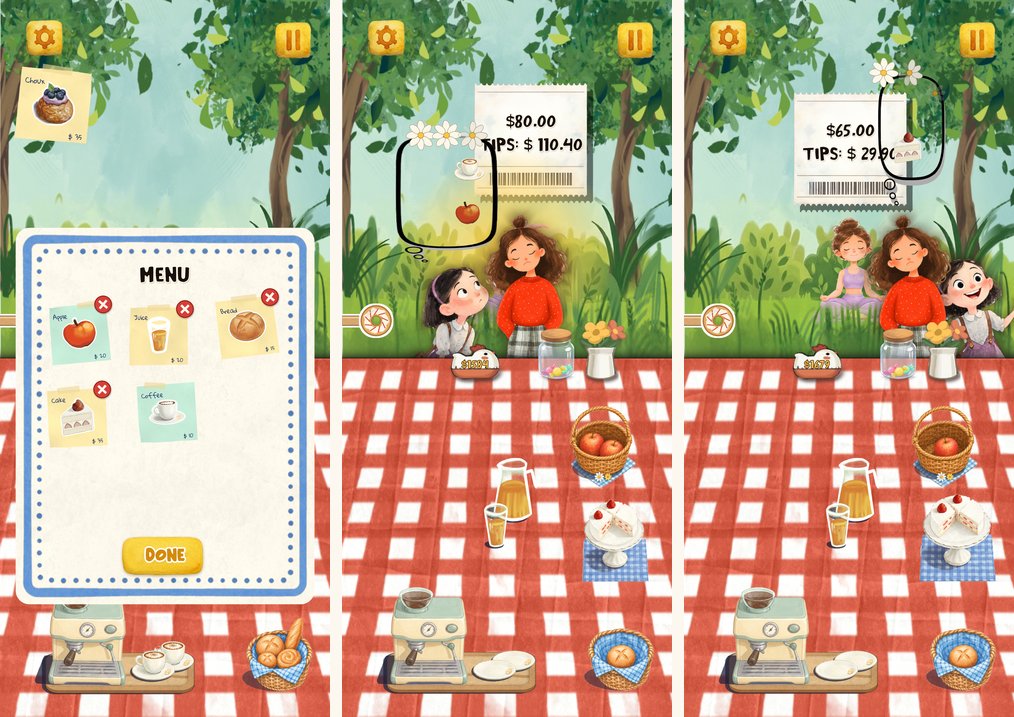 Choux
$ 35
MENU
Apple
$ 20
Juice
$ 20
Bread
$ 15
Cake
$ 35
Coffee
$ 10
DONE
$80.00
TIPS: $ 110.40
$65.00
TIPS: $ 29.90